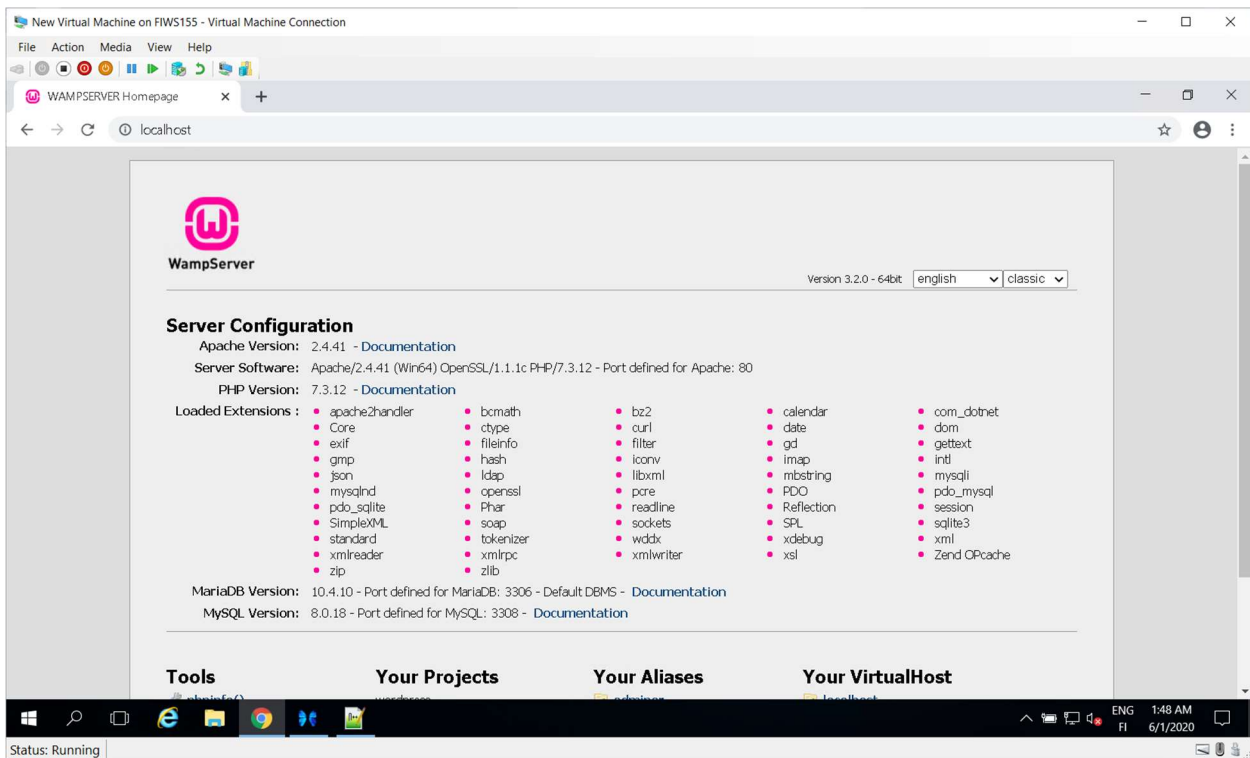 New Virtual Machine on FIWS155 - Virtual Machine Connection
File Action Media View Help
WAMPSERVER Homepage
localhost
WampServer
Version 3.2.0 - 64bit english classic
Server Configuration
Apache Version: 2.4.41 - Documentation
Server Software: Apache/2.4.41 (Win64) OpenSSL/1.1.1c PHP/7.3.12 - Port defined for Apache: 80
PHP Version: 7.3.12 - Documentation
Loaded Extensions : apache2handler bcmath bz2 calendar com_dotnet
Core ctype curl date dom
exif fileinfo filter gd gettext
gmp hash iconv imap intl
json ldap libxml mbstring mysqli
mysqlnd openssl pcre PDO pdo_mysql
pdo_sqlite Phar readline Reflection session
SimpleXML soap sockets SPL sqlite3
standard tokenizer wddx xdebug xml
xmlreader xmlrpc xmlwriter xsl Zend OPcache
zip zlib
MariaDB Version: 10.4.10 - Port defined for MariaDB: 3306 - Default DBMS - Documentation
MySQL Version: 8.0.18 - Port defined for MySQL: 3308 - Documentation
Tools Your Projects Your Aliases Your VirtualHost
phpinfo() wordpress adminer localhost
ENG 1:48 AM
FI 6/1/2020
Status: Running